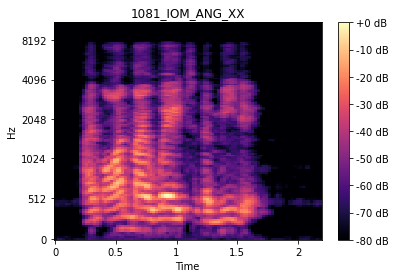 1081_IOM_ANG_XX
8192
4096
2048
1024
512
0
Hz
0
0.5
1
1.5
2
Time
+0 dB
-10 dB
-20 dB
-30 dB
-40 dB
-50 dB
-60 dB
-70 dB
-80 dB